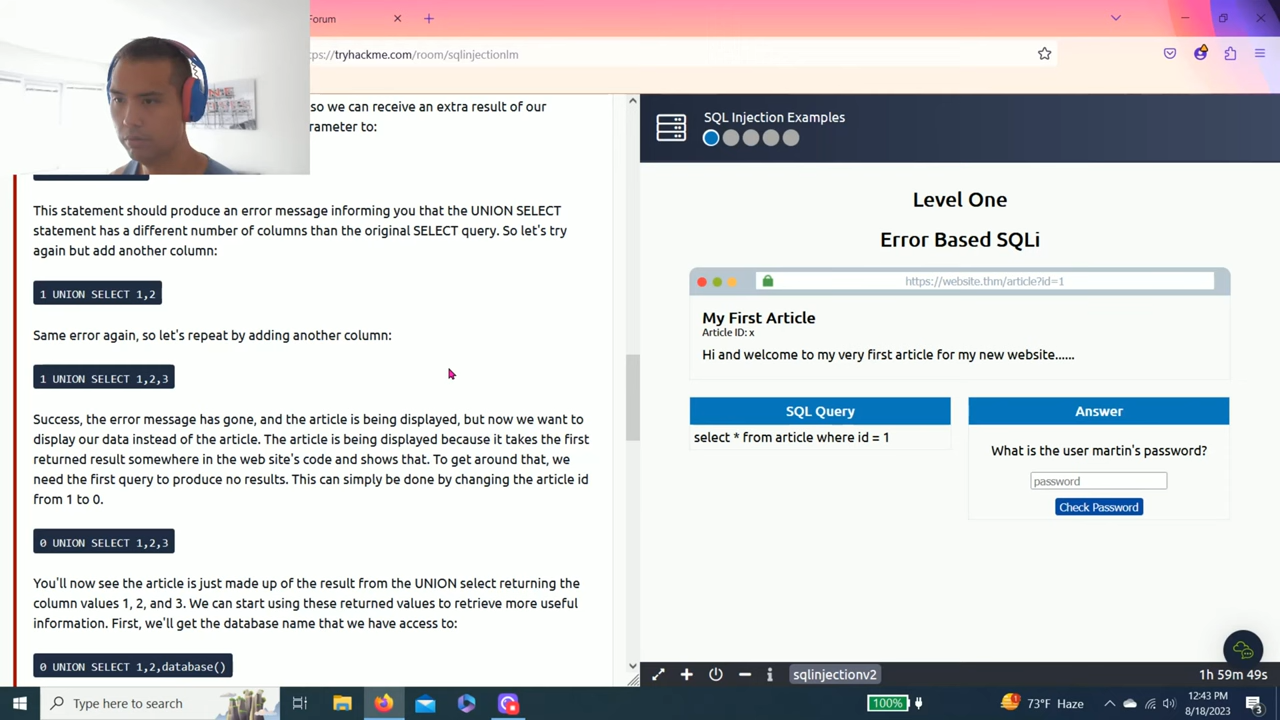 Forum
ps://tryhackme.com/room/sqlinjectionlm
so we can receive an extra result of our
rameter to:
This statement should produce an error message informing you that the UNION SELECT
statement has a different number of columns than the original SELECT query. So let's try
again but add another column:
1 UNION SELECT 1,2
Same error again, so let's repeat by adding another column:
1 UNION SELECT 1,2,3
Success, the error message has gone, and the article is being displayed, but now we want to
display our data instead of the article. The article is being displayed because it takes the first
returned result somewhere in the web site's code and shows that. To get around that, we
need the first query to produce no results. This can simply be done by changing the article id
from 1 to 0.
0 UNION SELECT 1,2,3
You'll now see the article is just made up of the result from the UNION select returning the
column values 1, 2, and 3. We can start using these returned values to retrieve more useful
information. First, we'll get the database name that we have access to:
0 UNION SELECT 1,2,database()
SQL Injection Examples
Level One
Error Based SQLi
https://website.thm/article?id=1
My First Article
Article ID: x
Hi and welcome to my very first article for my new website......
SQL Query
select * from article where id = 1
Answer
What is the user martin's password?
password
Check Password
sqlinjectionv2
1h 59m 49s
Type here to search
100%
73°F Haze
12:43 PM
8/18/2023
3